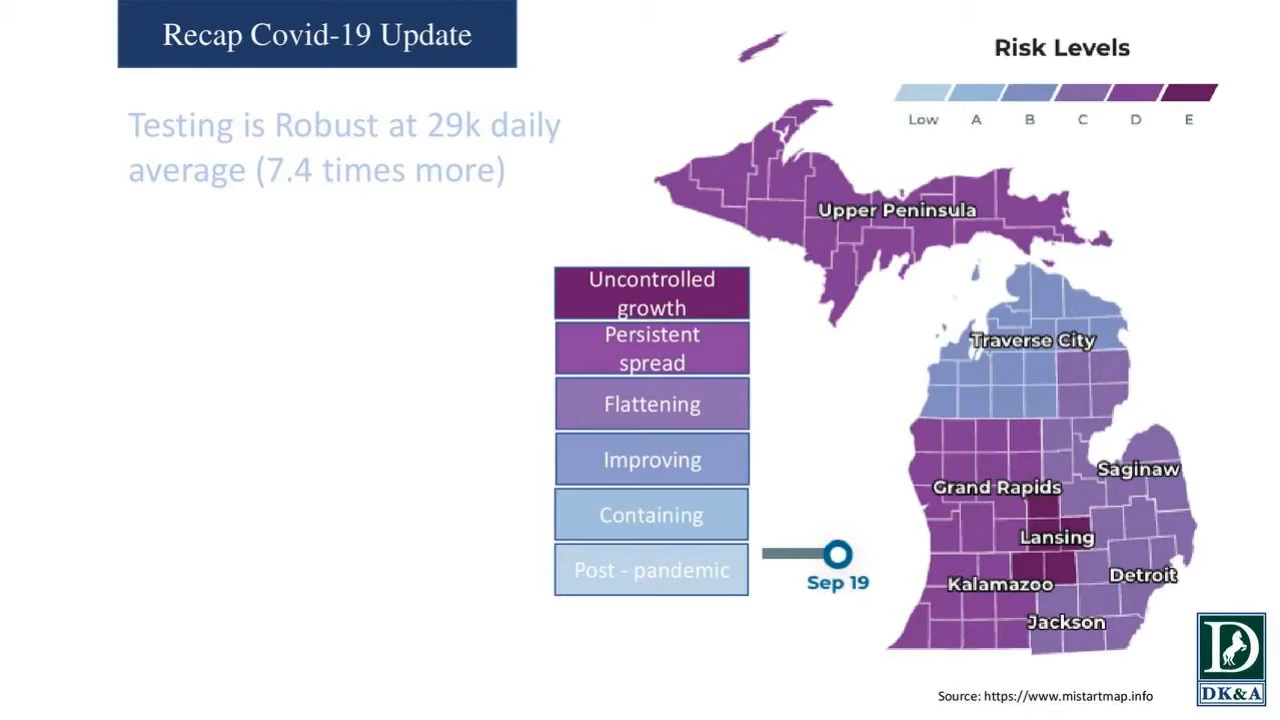 Recap Covid-19 Update
Testing is Robust at 29k daily
average (7.4 times more)
Risk Levels
Low A B C D E
Upper Peninsula
Traverse City
Saginaw
Grand Rapids
Lansing
Detroit
Kalamazoo
Jackson
Uncontrolled
growth
Persistent
spread
Flattening
Improving
Containing
Post - pandemic
Sep 19
Source: https://www.mistartmap.info
D
DK&A